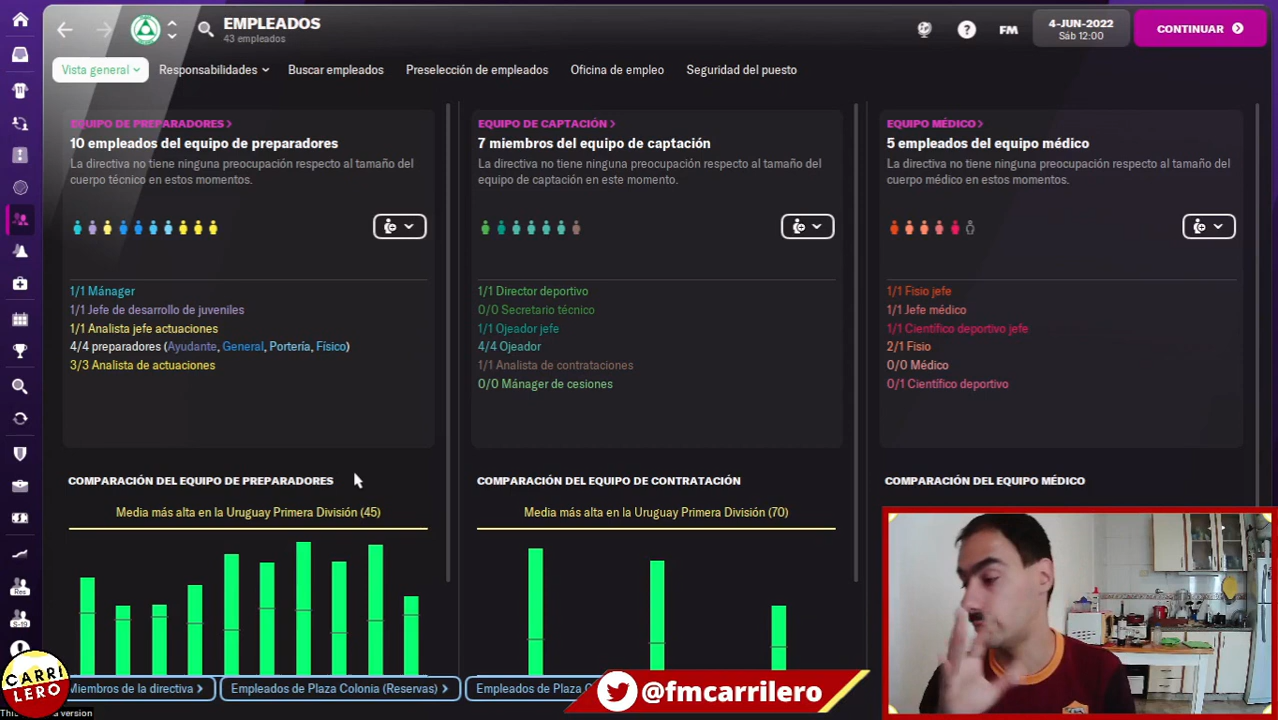 EMPLEADOS
43 empleados
FM
4-JUN-2022
Sáb 12:00
CONTINUAR
Vista general
Responsabilidades
Buscar empleados
Preselección de empleados
Oficina de empleo
Seguridad del puesto
EQUIPO DE PREPARADORES >
10 empleados del equipo de preparadores
La directiva no tiene ninguna preocupación respecto al tamaño del
cuerpo técnico en estos momentos.
1/1 Mánager
1/1 Jefe de desarrollo de juveniles
1/1 Analista jefe actuaciones
4/4 preparadores (Ayudante, General, Portería, Físico)
3/3 Analista de actuaciones
EQUIPO DE CAPTACIÓN >
7 miembros del equipo de captación
La directiva no tiene ninguna preocupación respecto al tamaño del
equipo de captación en este momento.
1/1 Director deportivo
0/0 Secretario técnico
1/1 Ojeador jefe
4/4 Ojeador
1/1 Analista de contrataciones
0/0 Mánager de cesiones
EQUIPO MÉDICO >
5 empleados del equipo médico
La directiva no tiene ninguna preocupación respecto al tamaño del
cuerpo médico en estos momentos.
1/1 Fisio jefe
1/1 Jefe médico
1/1 Científico deportivo jefe
2/1 Fisio
0/0 Médico
0/1 Científico deportivo
COMPARACIÓN DEL EQUIPO DE PREPARADORES
Media más alta en la Uruguay Primera División (45)
COMPARACIÓN DEL EQUIPO DE CONTRATACIÓN
Media más alta en la Uruguay Primera División (70)
COMPARACIÓN DEL EQUIPO MÉDICO
Res
S-19
Miembros de la directiva >
Empleados de Plaza Colonia (Reservas) >
Empleados de Plaza
CARRI
LERO
@fmcarrilero
version